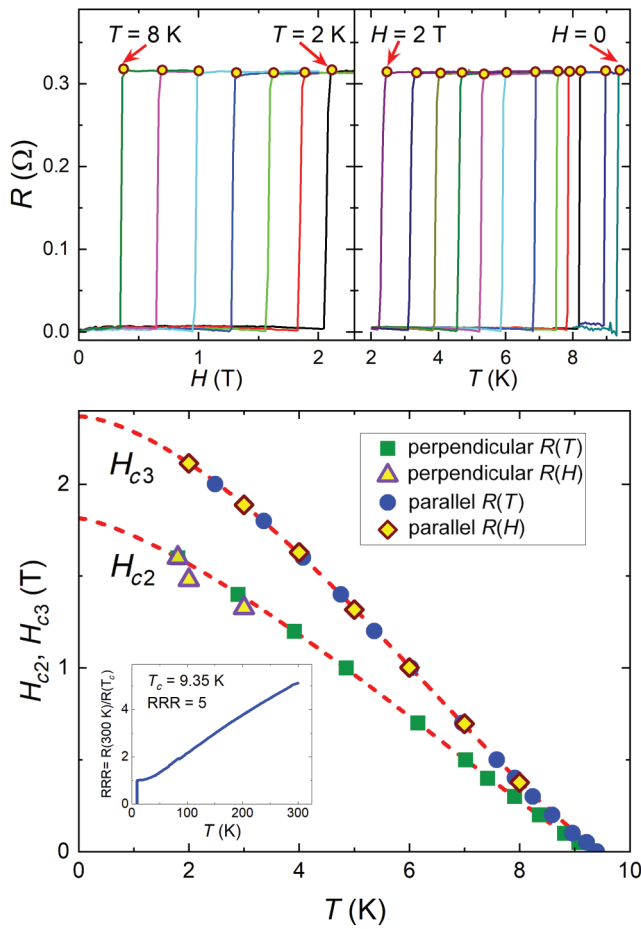 T = 8 K
T = 2 K
H = 2 T
H = 0
0.3
0.2
0.1
0.0
R (Ω)
0
1
2
H (T)
2
4
6
8
T (K)
H_c3
H_c2
perpendicular R(T)
perpendicular R(H)
parallel R(T)
parallel R(H)
H_c2, H_c3 (T)
2
1
0
T_c = 9.35 K
RRR = 5
RRR= R(300 K)/R(T_c)
4
2
0
0
100
200
300
T (K)
0
2
4
6
8
10
T (K)